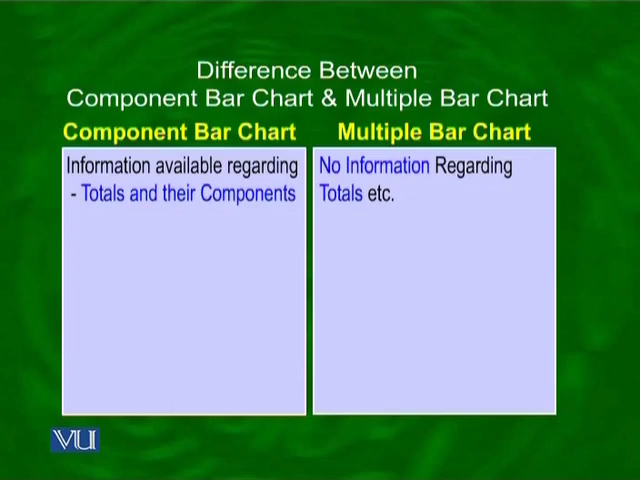 Difference Between
Component Bar Chart & Multiple Bar Chart
Component Bar Chart
Multiple Bar Chart
Information available regarding
- Totals and their Components
No Information Regarding
Totals etc.
VU